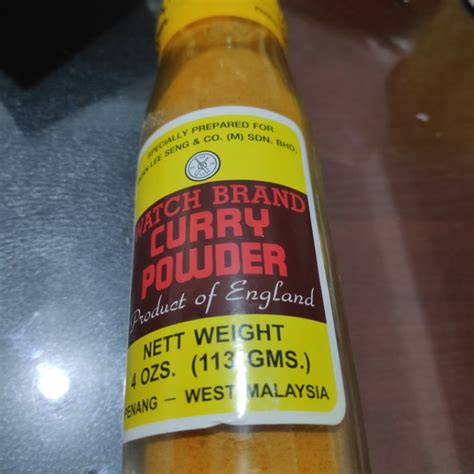 SPECIALLY PREPARED FOR
LEE SENG & CO. (M) SDN. BHD.
WATCH BRAND
CURRY
POWDER
Product of England
NETT WEIGHT
4 OZS. (113 GMS.)
PENANG – WEST MALAYSIA